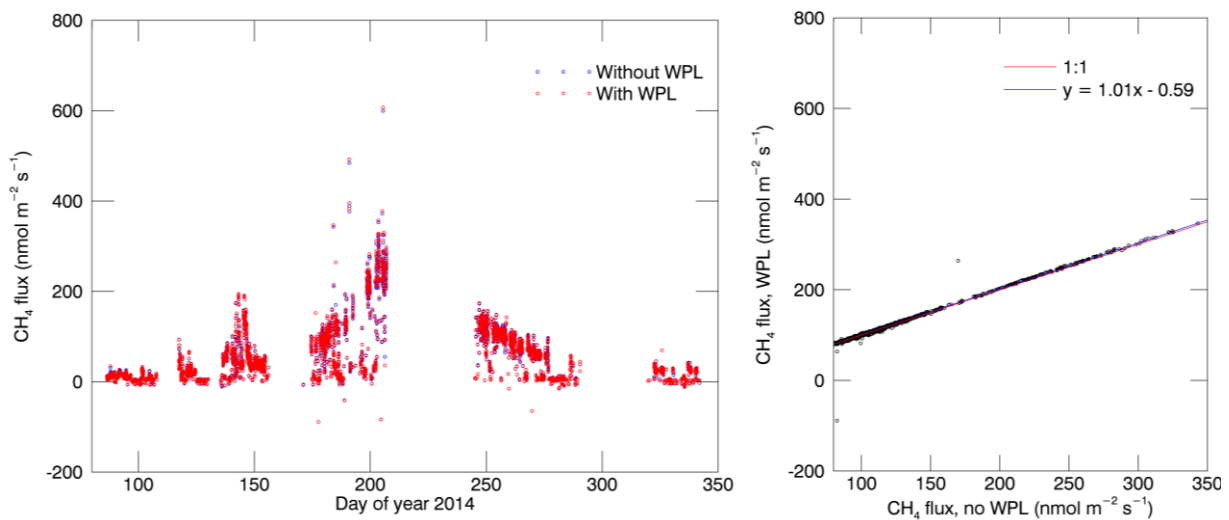 800
600
400
200
0
-200
CH₄ flux (nmol m⁻² s⁻¹)
Without WPL
With WPL
100 150 200 250 300 350
Day of year 2014
800
600
400
200
0
-200
CH₄ flux, WPL (nmol m⁻² s⁻¹)
1:1
y = 1.01x - 0.59
100 150 200 250 300 350
CH₄ flux, no WPL (nmol m⁻² s⁻¹)